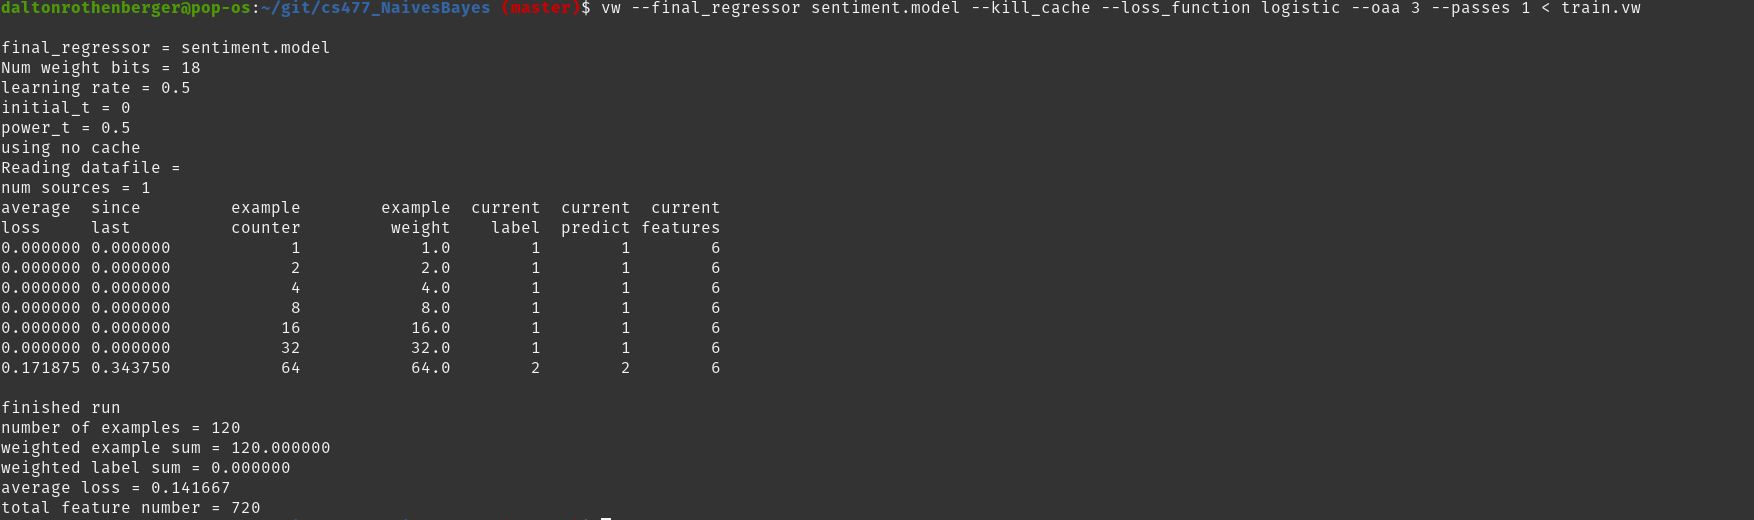 daltonrothenberger@pop-os:~/git/cs477_NaivesBayes (master)$ vw --final_regressor sentiment.model --kill_cache --loss_function logistic --oaa 3 --passes 1 < train.vw
final_regressor = sentiment.model
Num weight bits = 18
learning rate = 0.5
initial_t = 0
power_t = 0.5
using no cache
Reading datafile =
num sources = 1
average  since         example        example  current  current  current
loss     last          counter         weight    label  predict features
0.000000 0.000000            1            1.0        1        1        6
0.000000 0.000000            2            2.0        1        1        6
0.000000 0.000000            4            4.0        1        1        6
0.000000 0.000000            8            8.0        1        1        6
0.000000 0.000000           16           16.0        1        1        6
0.000000 0.000000           32           32.0        1        1        6
0.171875 0.343750           64           64.0        2        2        6
finished run
number of examples = 120
weighted example sum = 120.000000
weighted label sum = 0.000000
average loss = 0.141667
total feature number = 720